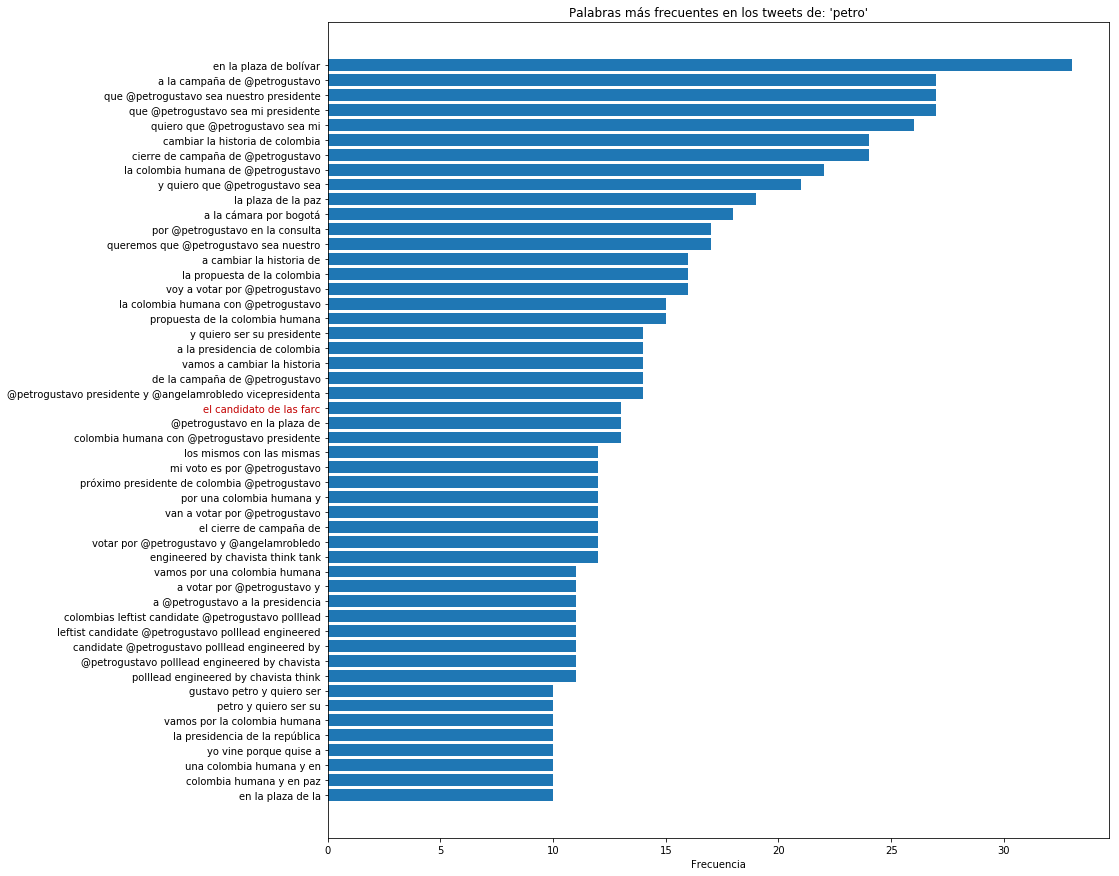 Palabras más frecuentes en los tweets de: 'petro'
en la plaza de bolívar
a la campaña de @petrogustavo
que @petrogustavo sea nuestro presidente
que @petrogustavo sea mi presidente
quiero que @petrogustavo sea mi
cambiar la historia de colombia
cierre de campaña de @petrogustavo
la colombia humana de @petrogustavo
y quiero que @petrogustavo sea
la plaza de la paz
a la cámara por bogotá
por @petrogustavo en la consulta
queremos que @petrogustavo sea nuestro
a cambiar la historia de
la propuesta de la colombia
voy a votar por @petrogustavo
la colombia humana con @petrogustavo
propuesta de la colombia humana
y quiero ser su presidente
a la presidencia de colombia
vamos a cambiar la historia
de la campaña de @petrogustavo
@petrogustavo presidente y @angelamrobledo vicepresidenta
el candidato de las farc
@petrogustavo en la plaza de
colombia humana con @petrogustavo presidente
los mismos con las mismas
mi voto es por @petrogustavo
próximo presidente de colombia @petrogustavo
por una colombia humana y
van a votar por @petrogustavo
el cierre de campaña de
votar por @petrogustavo y @angelamrobledo
engineered by chavista think tank
vamos por una colombia humana
a votar por @petrogustavo y
a @petrogustavo a la presidencia
colombias leftist candidate @petrogustavo polllead
leftist candidate @petrogustavo polllead engineered
candidate @petrogustavo polllead engineered by
@petrogustavo polllead engineered by chavista
polllead engineered by chavista think
gustavo petro y quiero ser
petro y quiero ser su
vamos por la colombia humana
la presidencia de la república
yo vine porque quise a
una colombia humana y en
colombia humana y en paz
en la plaza de la
0 5 10 15 20 25 30
Frecuencia